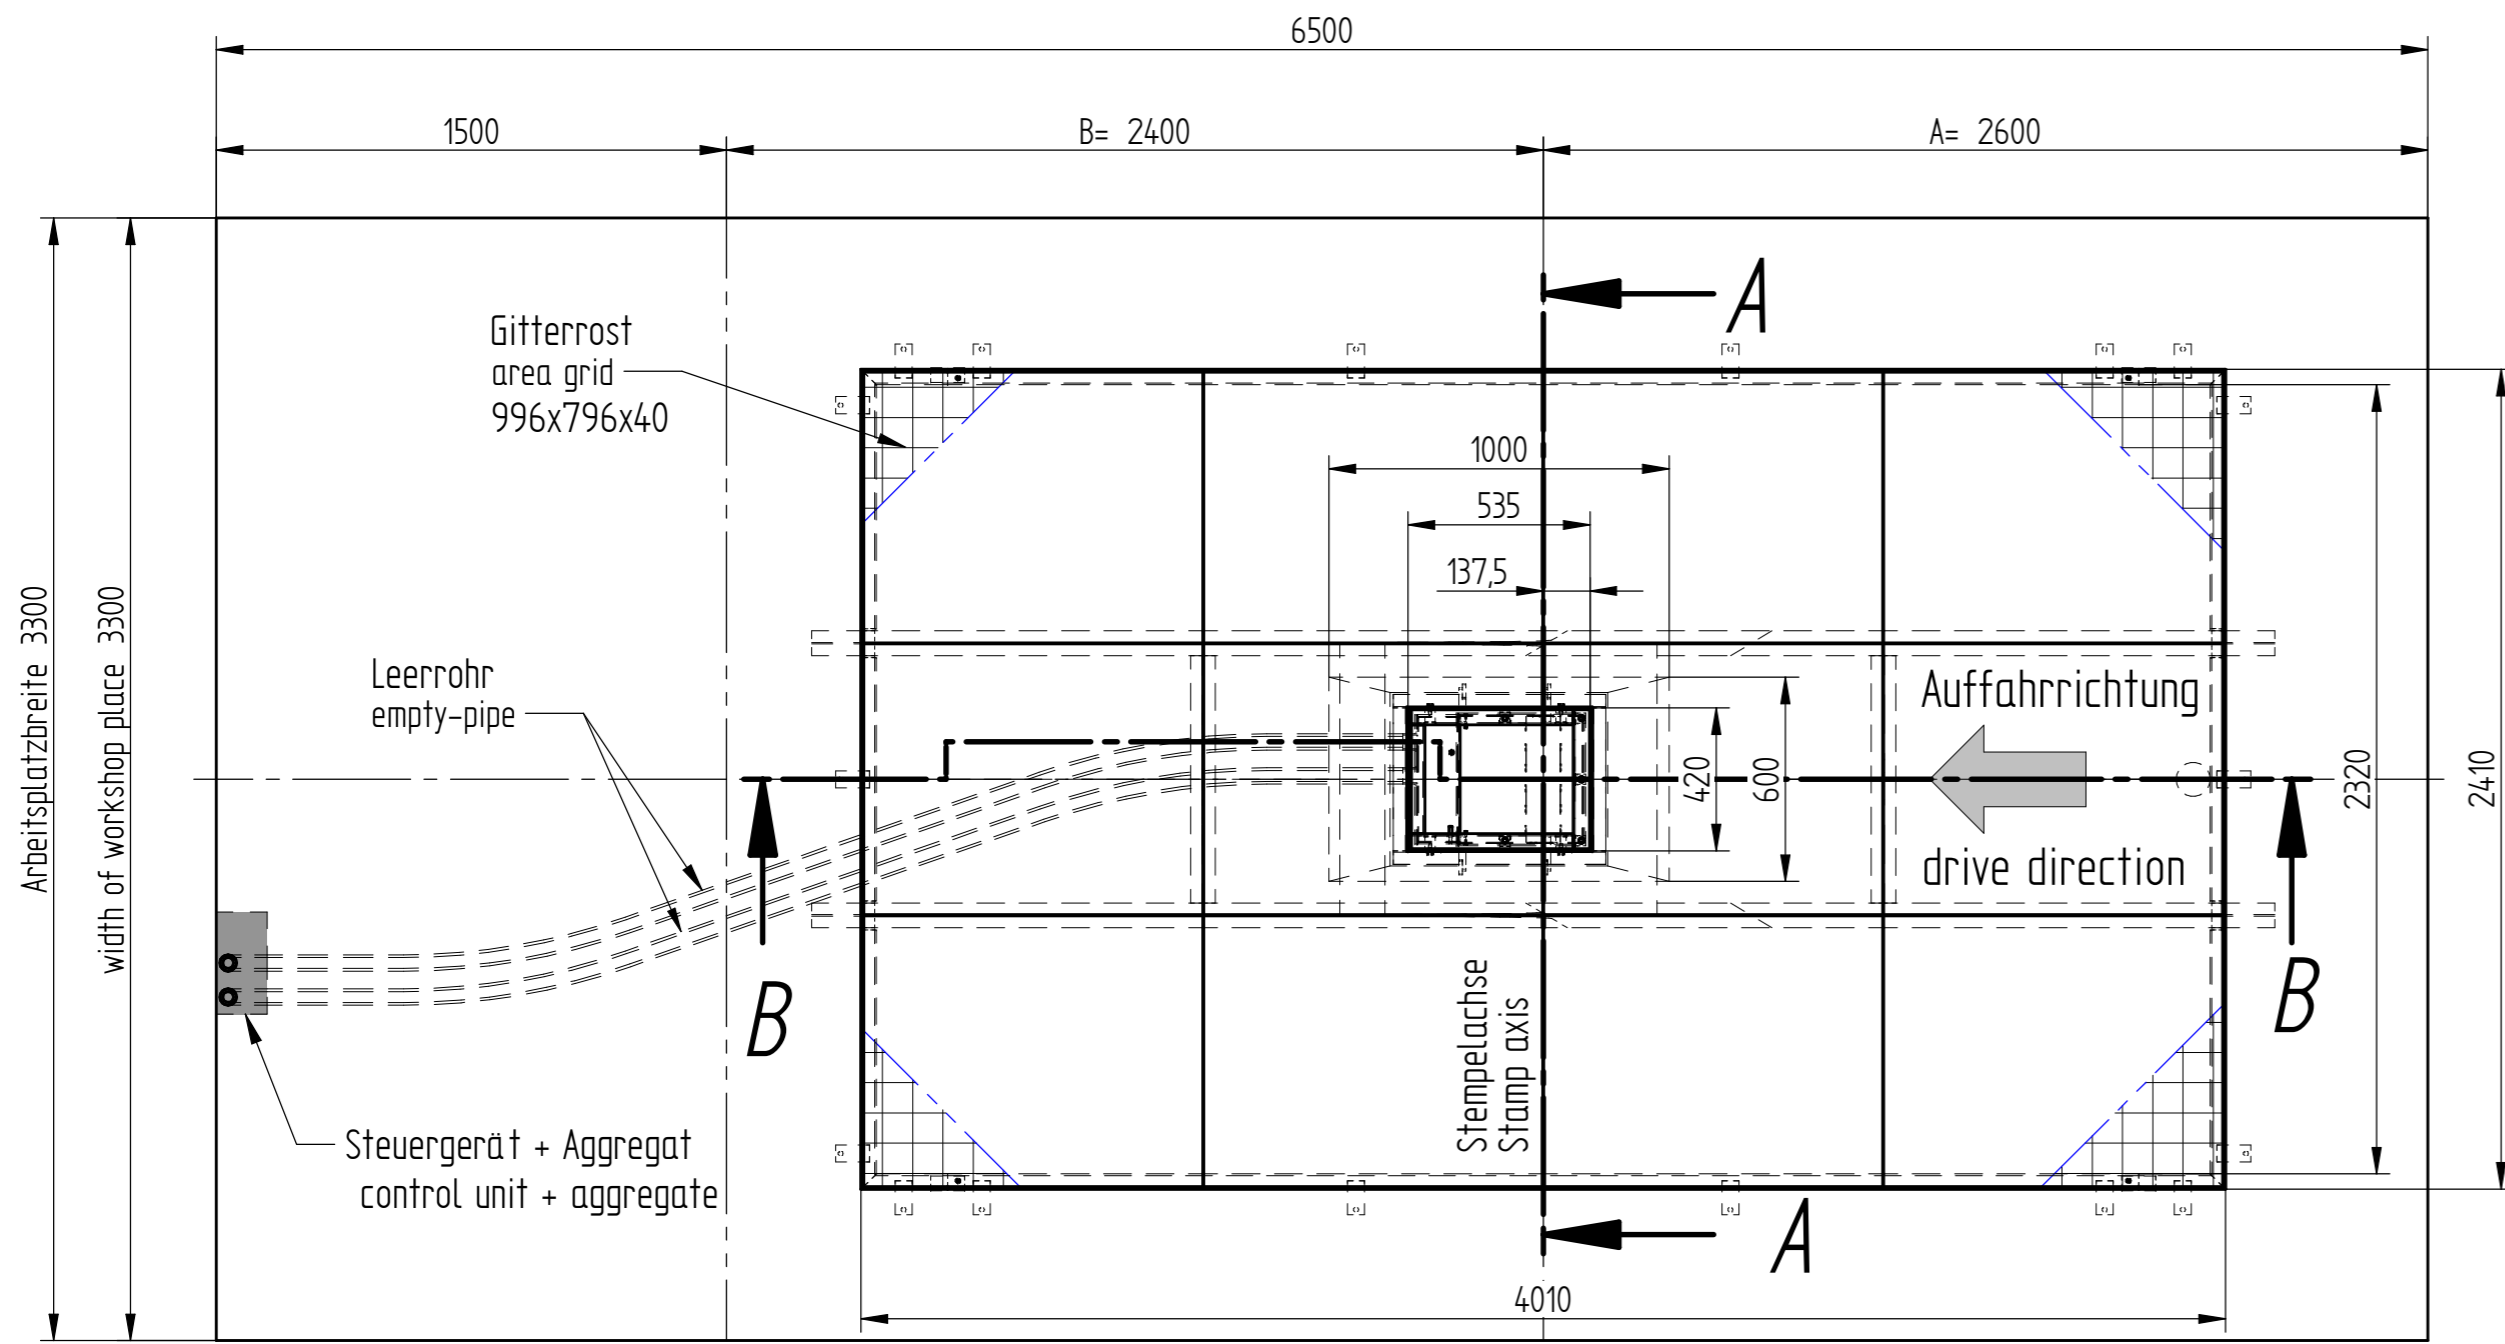 6500
1500
B= 2400
A= 2600
A
Gitterrost
area grid
996x796x40
1000
535
137,5
Arbeitsplatzbreite 3300
width of workshop place 3300
Leerrohr
empty-pipe
Auffahrrichtung
420
600
2320
2410
drive direction
B
B
Stempelachse
Stamp axis
Steuergerät + Aggregat
control unit + aggregate
A
4010